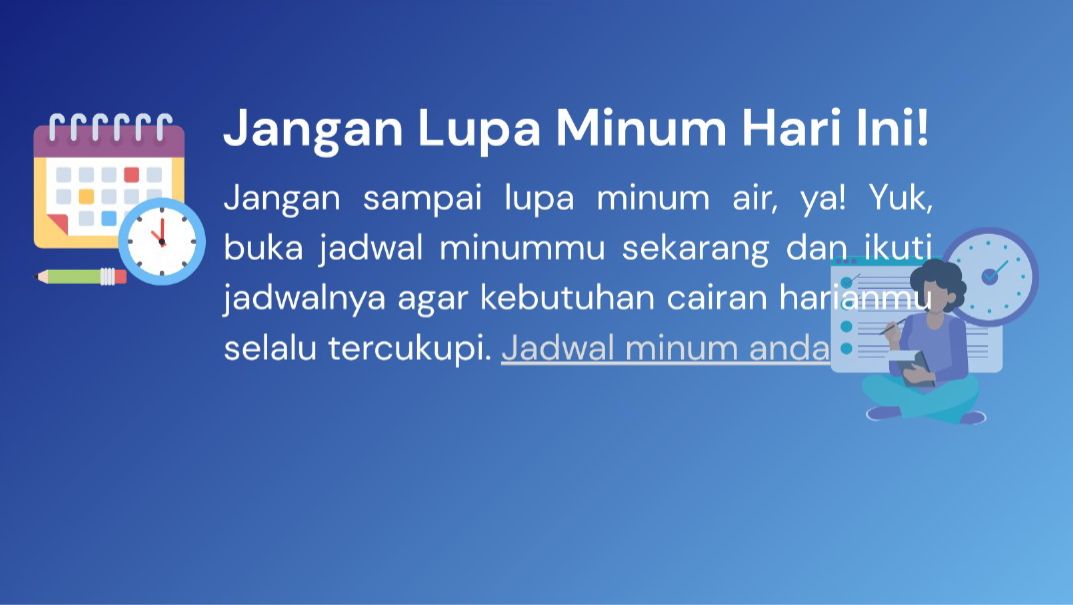 Jangan Lupa Minum Hari Ini!
Jangan sampai lupa minum air, ya! Yuk,
buka jadwal minummu sekarang dan ikuti
jadwalnya agar kebutuhan cairan harianmu
selalu tercukupi. Jadwal minum anda